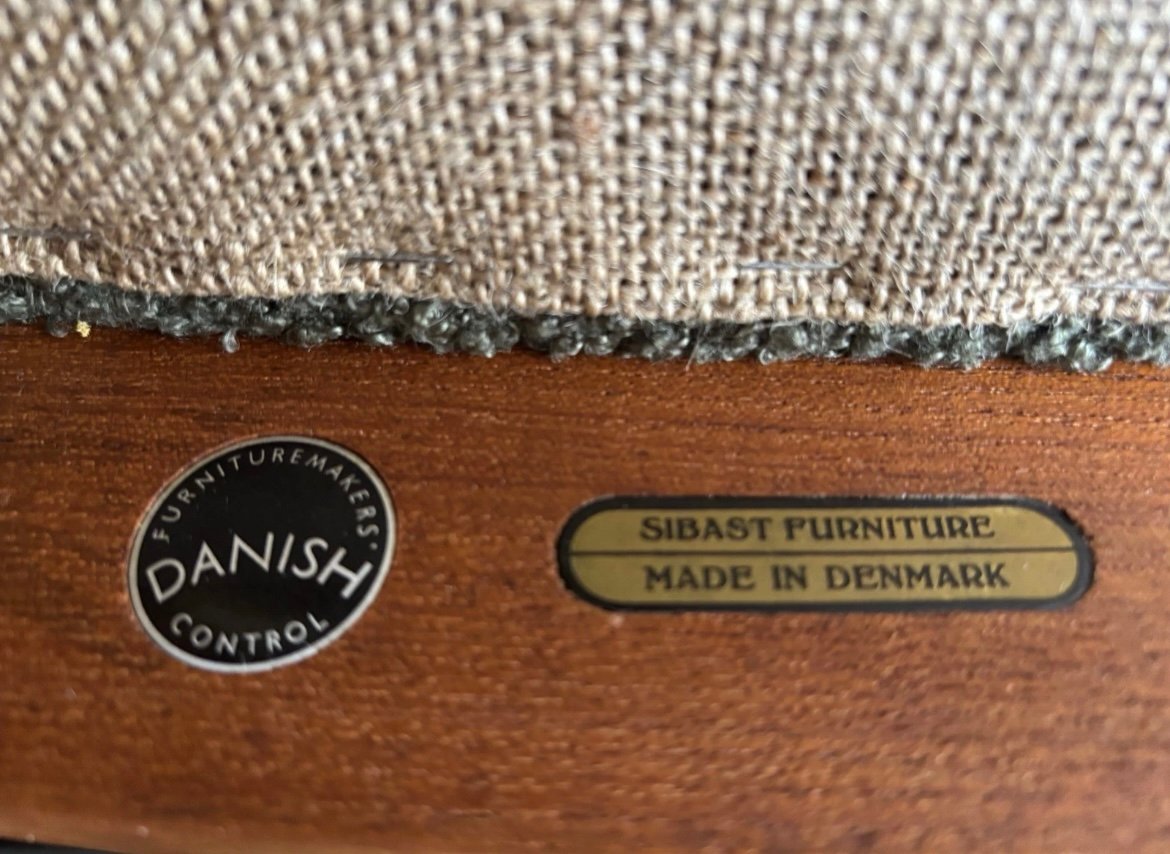 FURNITUREMAKERS'
DANISH
CONTROL
SIBAST FURNITURE
MADE IN DENMARK